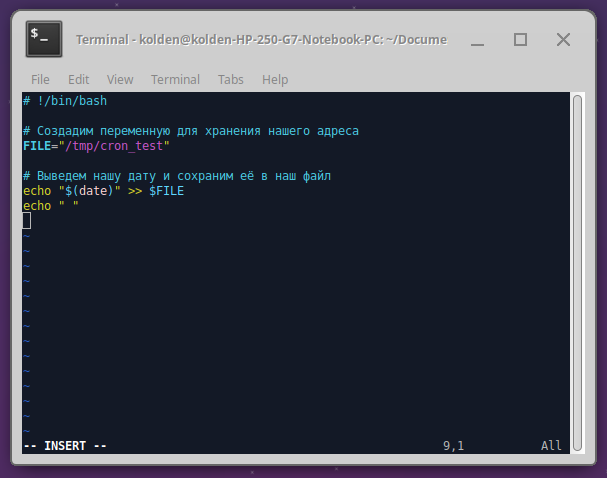 $_
Terminal - kolden@kolden-HP-250-G7-Notebook-PC: ~/Docume
File Edit View Terminal Tabs Help
# !/bin/bash
# Создадим переменную для хранения нашего адреса
FILE="/tmp/cron_test"
# Выведем нашу дату и сохраним её в наш файл
echo "$(date)" >> $FILE
echo " "
~
~
~
~
~
~
~
~
~
~
~
~
~
~
-- INSERT -- 9,1 All